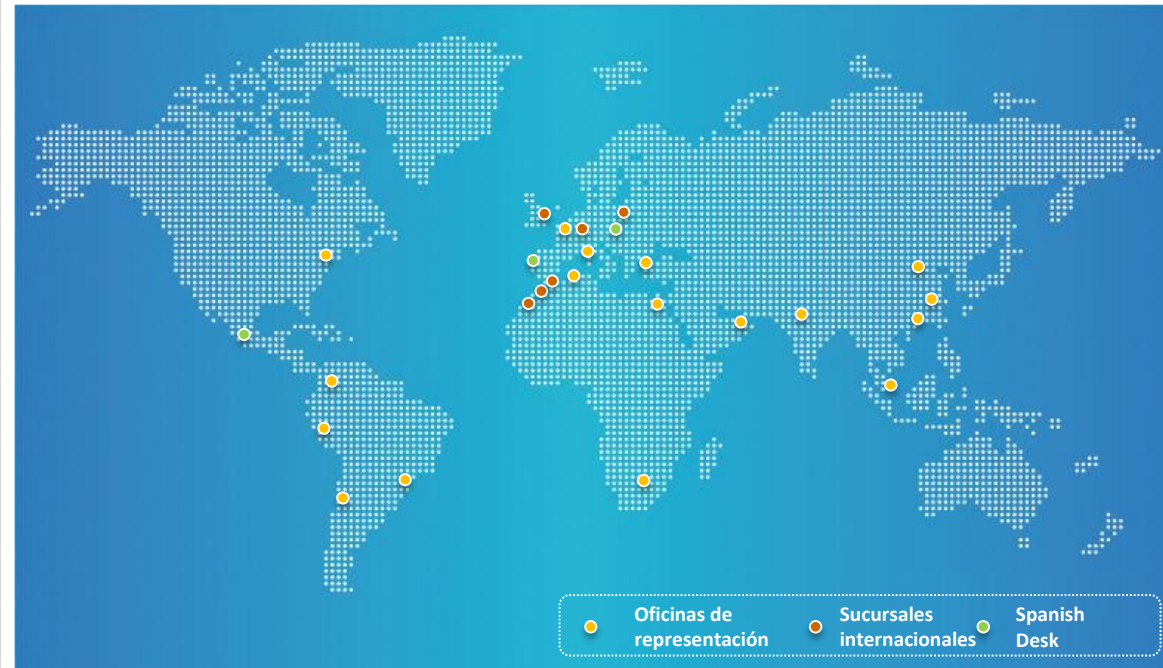 Oficinas de
representación
Sucursales
internacionales
Spanish
Desk